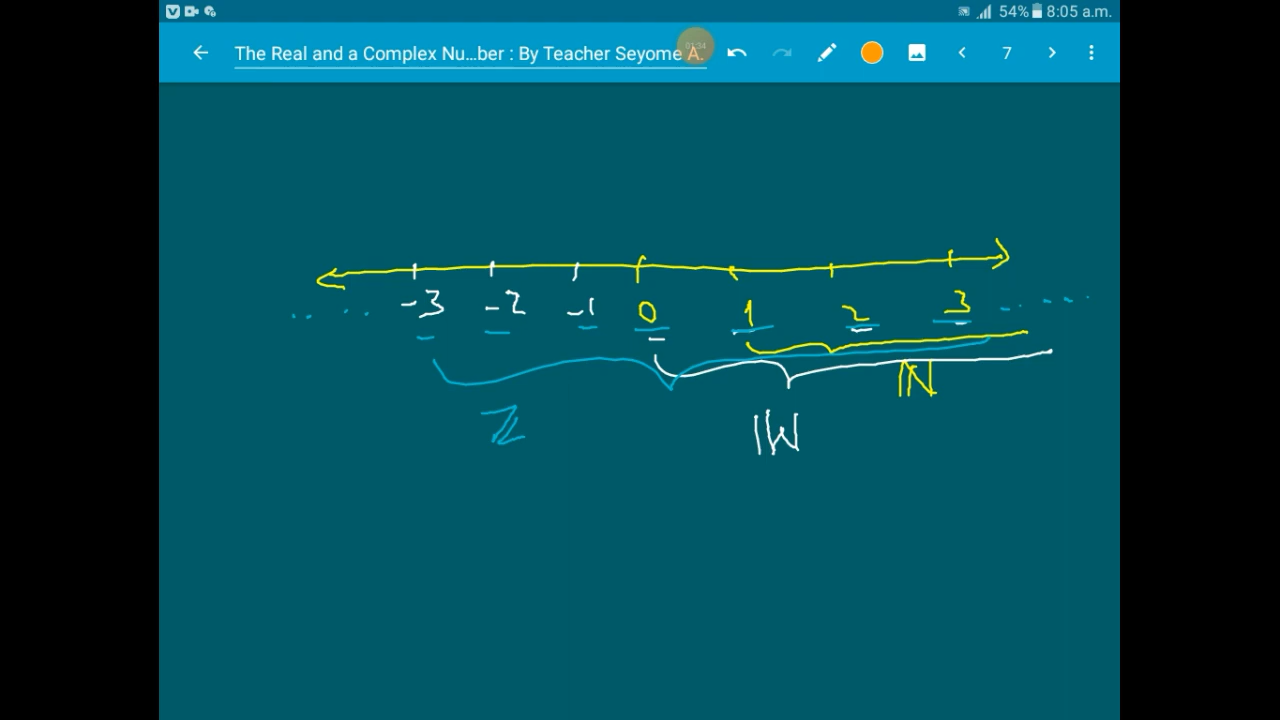 54% 8:05 a.m.
The Real and a Complex Nu...ber : By Teacher Seyome A.
7
..... -3 -2 -1 0 1 2 3 .....
ℤ 𝕎 ℕ